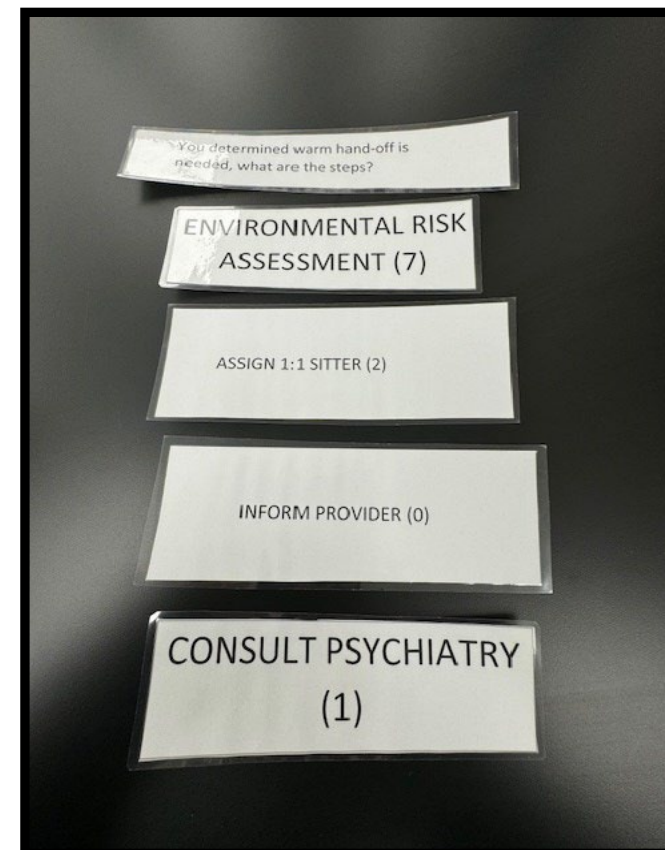 You determined warm hand-off is
needed, what are the steps?
ENVIRONMENTAL RISK
ASSESSMENT (7)
ASSIGN 1:1 SITTER (2)
INFORM PROVIDER (0)
CONSULT PSYCHIATRY
(1)